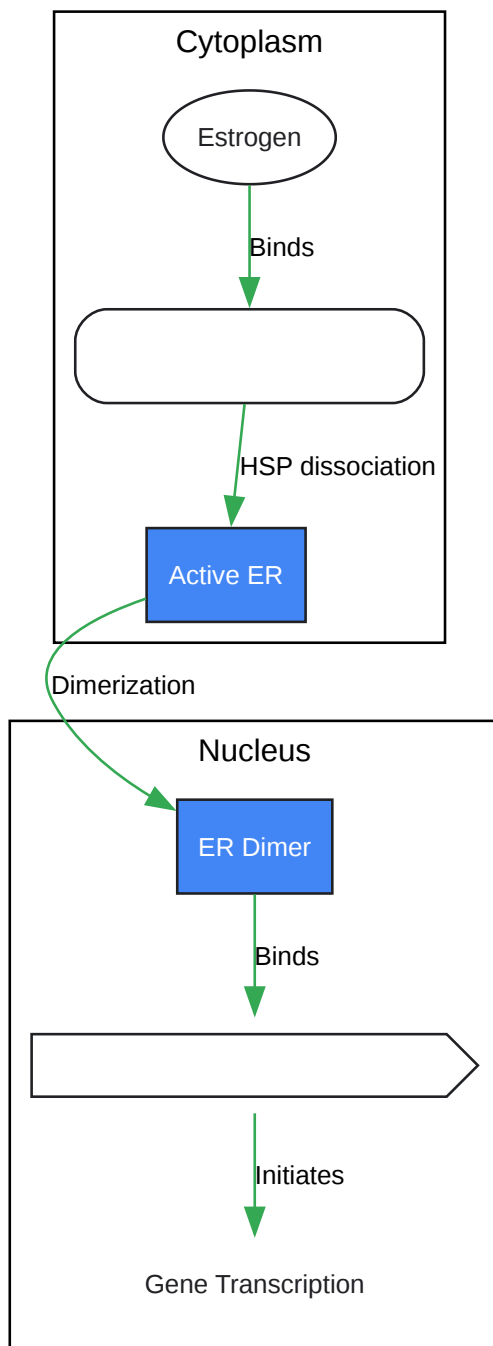 Cytoplasm
Estrogen
Binds
HSP dissociation
Active ER
Dimerization
Nucleus
ER Dimer
Binds
Initiates
Gene Transcription